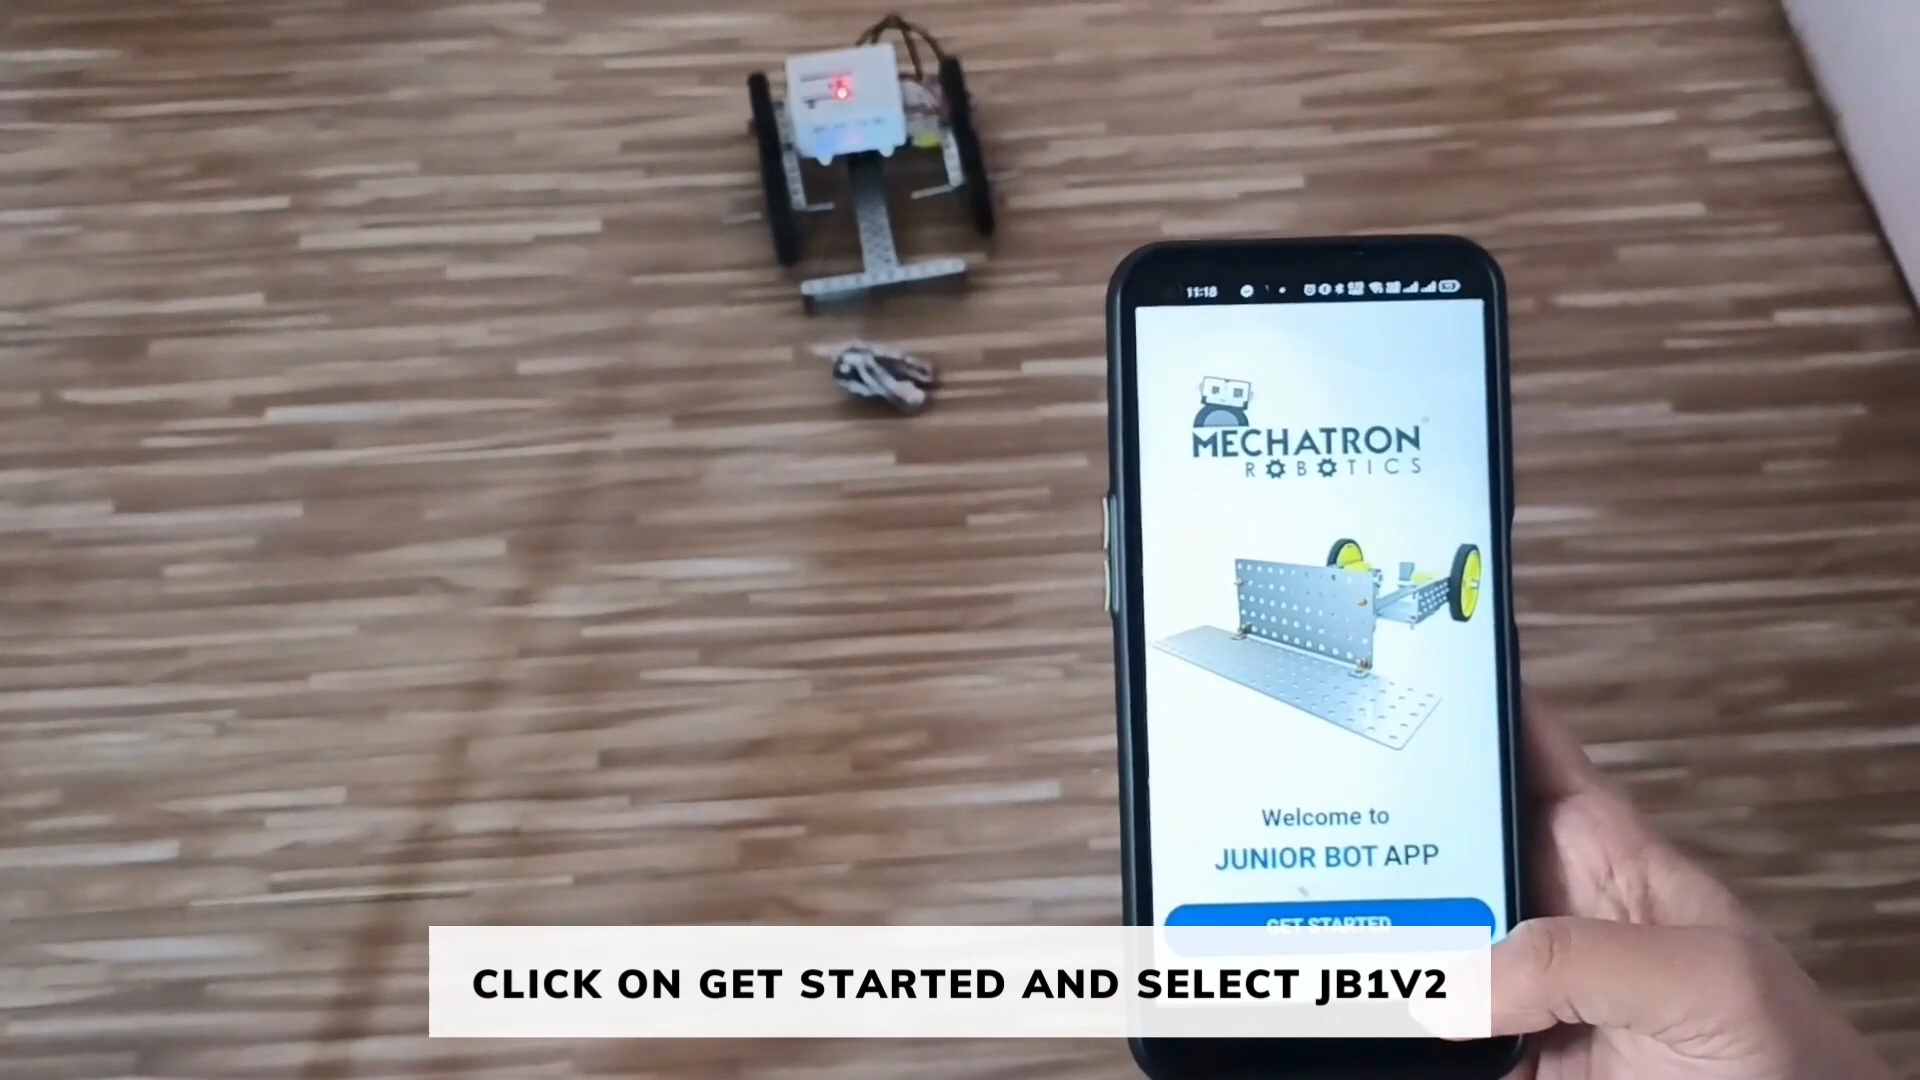 11:18
MECHATRON
ROBOTICS
Welcome to
JUNIOR BOT APP
GET STARTED
CLICK ON GET STARTED AND SELECT JB1V2